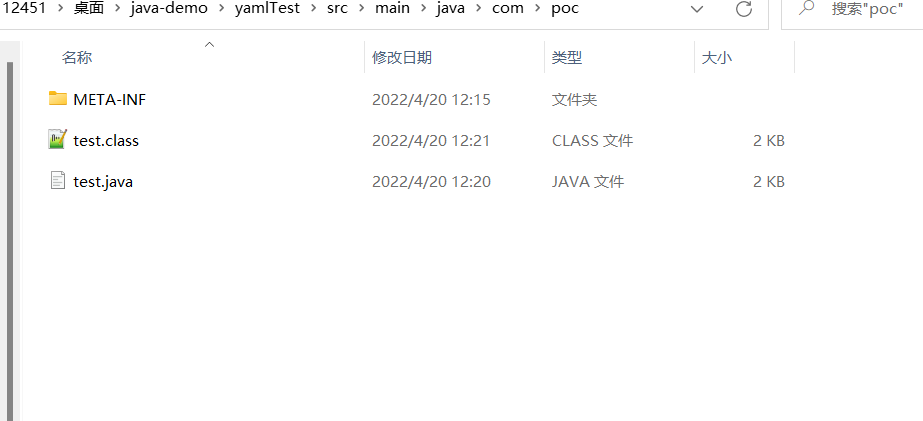 12451 > 桌面 > java-demo > yamlTest > src > main > java > com > poc 搜索"poc"
名称 修改日期 类型 大小
META-INF 2022/4/20 12:15 文件夹
test.class 2022/4/20 12:21 CLASS 文件 2 KB
test.java 2022/4/20 12:20 JAVA 文件 2 KB